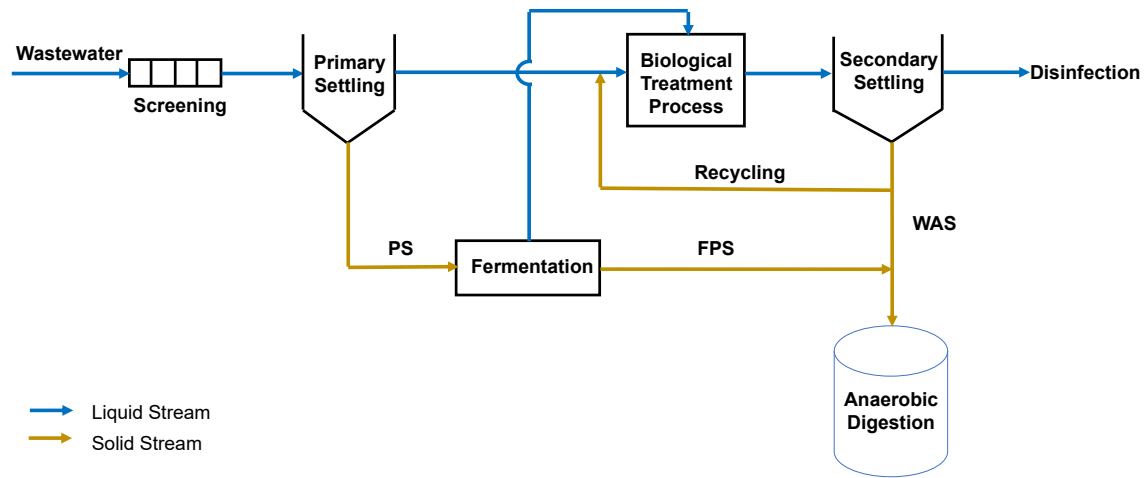 Wastewater
Screening
Primary
Settling
Biological
Treatment
Process
Secondary
Settling
Disinfection
Recycling
WAS
PS
Fermentation
FPS
Anaerobic
Digestion
Liquid Stream
Solid Stream